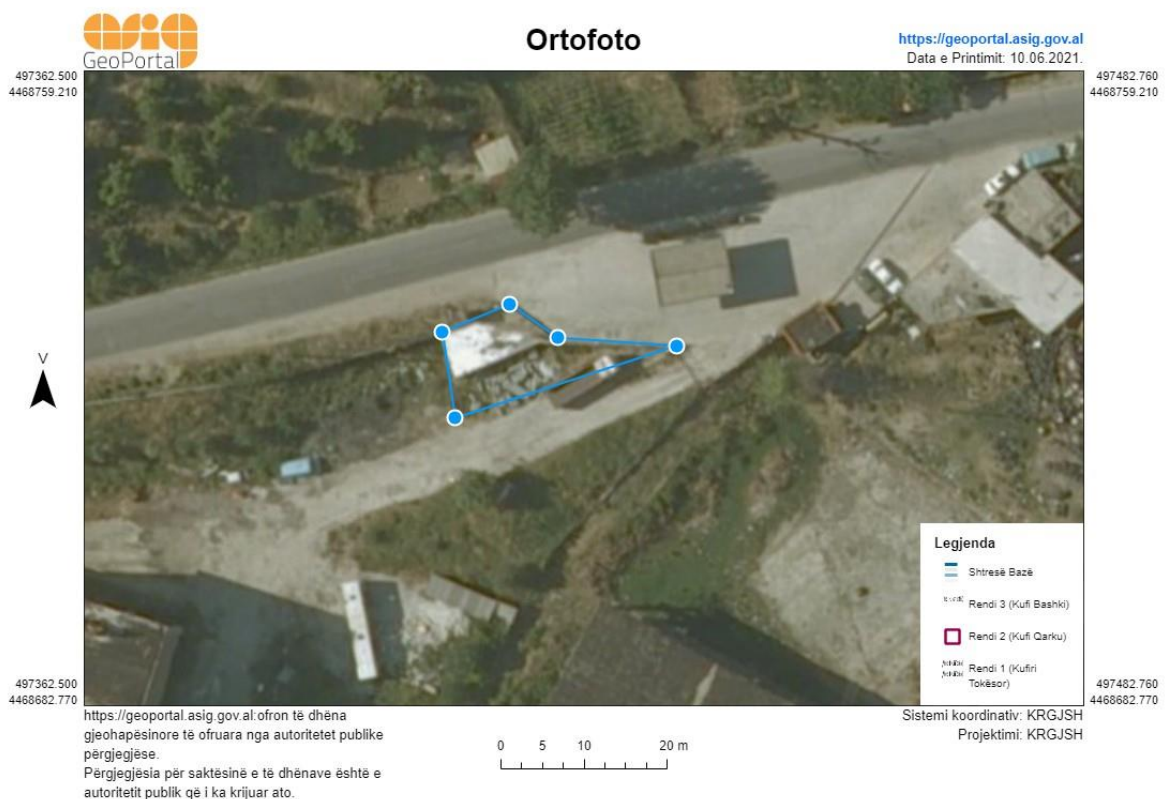 asig
GeoPortal
Ortofoto
https://geoportal.asig.gov.al
Data e Printimit: 10.06.2021.
497362.500
4468759.210
497482.760
4468759.210
V
Legjenda
Shtresë Bazë
Rendi 3 (Kufi Bashki)
Rendi 2 (Kufi Qarku)
Rendi 1 (Kufiri
Tokësor)
497362.500
4468682.770
497482.760
4468682.770
https://geoportal.asig.gov.al:ofron të dhëna
gjeohapësinore të ofruara nga autoritetet publike
përgjegjëse.
Përgjegjësia për saktësinë e të dhënave është e
autoritetit publik që i ka krijuar ato.
0 5 10 20 m
Sistemi koordinativ: KRGJSH
Projektimi: KRGJSH